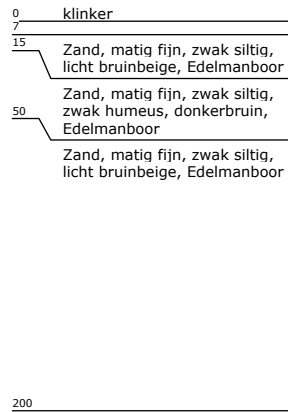 0 klinker
7
15
Zand, matig fijn, zwak siltig,
licht bruinbeige, Edelmanboor
Zand, matig fijn, zwak siltig,
50 zwak humeus, donkerbruin,
Edelmanboor
Zand, matig fijn, zwak siltig,
licht bruinbeige, Edelmanboor
200